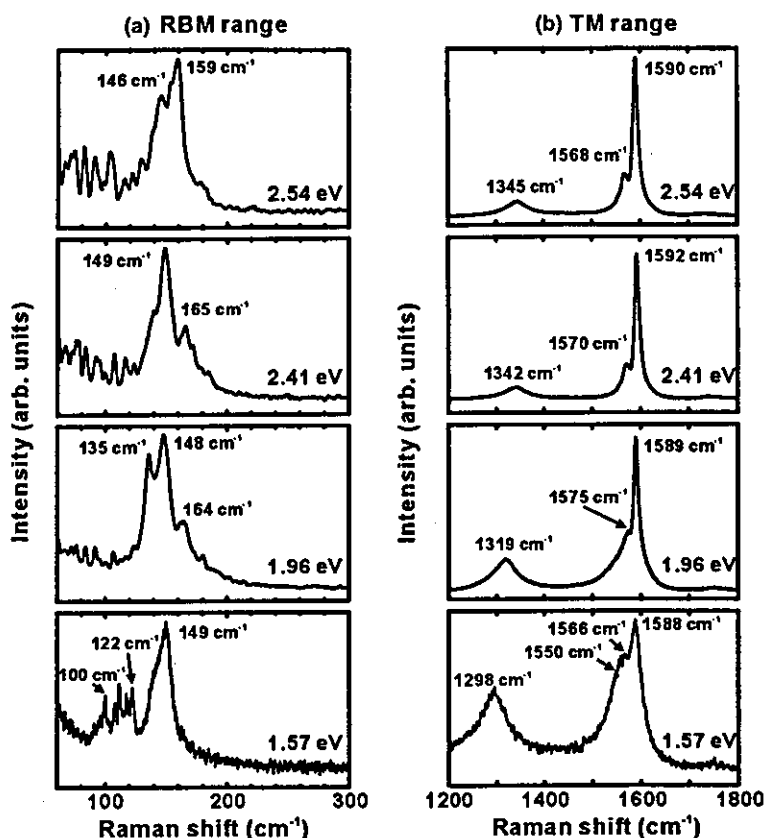 (a) RBM range
146 cm⁻¹
159 cm⁻¹
2.54 eV
149 cm⁻¹
165 cm⁻¹
2.41 eV
135 cm⁻¹
148 cm⁻¹
164 cm⁻¹
1.96 eV
100 cm⁻¹
122 cm⁻¹
149 cm⁻¹
1.57 eV
100 200 300
Raman shift (cm⁻¹)
Intensity (arb. units)
(b) TM range
1590 cm⁻¹
1568 cm⁻¹
1345 cm⁻¹
2.54 eV
1592 cm⁻¹
1570 cm⁻¹
1342 cm⁻¹
2.41 eV
1589 cm⁻¹
1575 cm⁻¹
1319 cm⁻¹
1.96 eV
1588 cm⁻¹
1566 cm⁻¹
1550 cm⁻¹
1298 cm⁻¹
1.57 eV
1200 1400 1600 1800
Raman shift (cm⁻¹)
Intensity (arb. units)